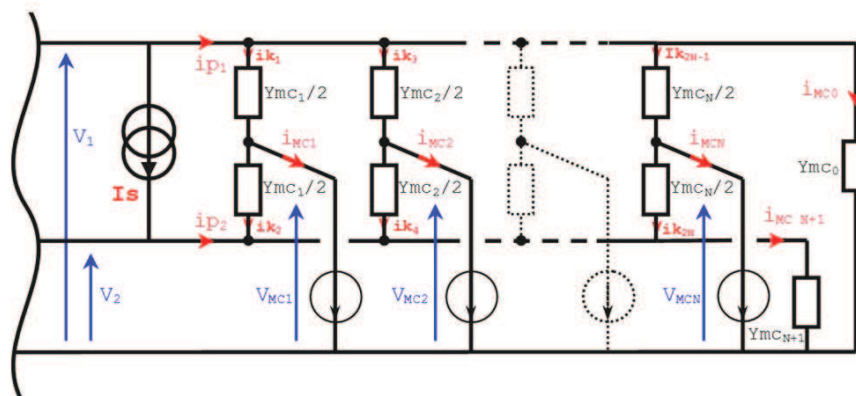 ip₁
ik₁
ik₃
Ik₂N-₁
iMC0
V₁
Ymc₁/2
Ymc₂/2
YmcN/2
iMC1
iMC2
iMCN
Ymc₀
Is
Ymc₁/2
Ymc₂/2
YmcN/2
ip₂
ik₂
ik₄
ik₂N
iMC N+1
V₂
VMC1
VMC2
VMCN
YmcN+1